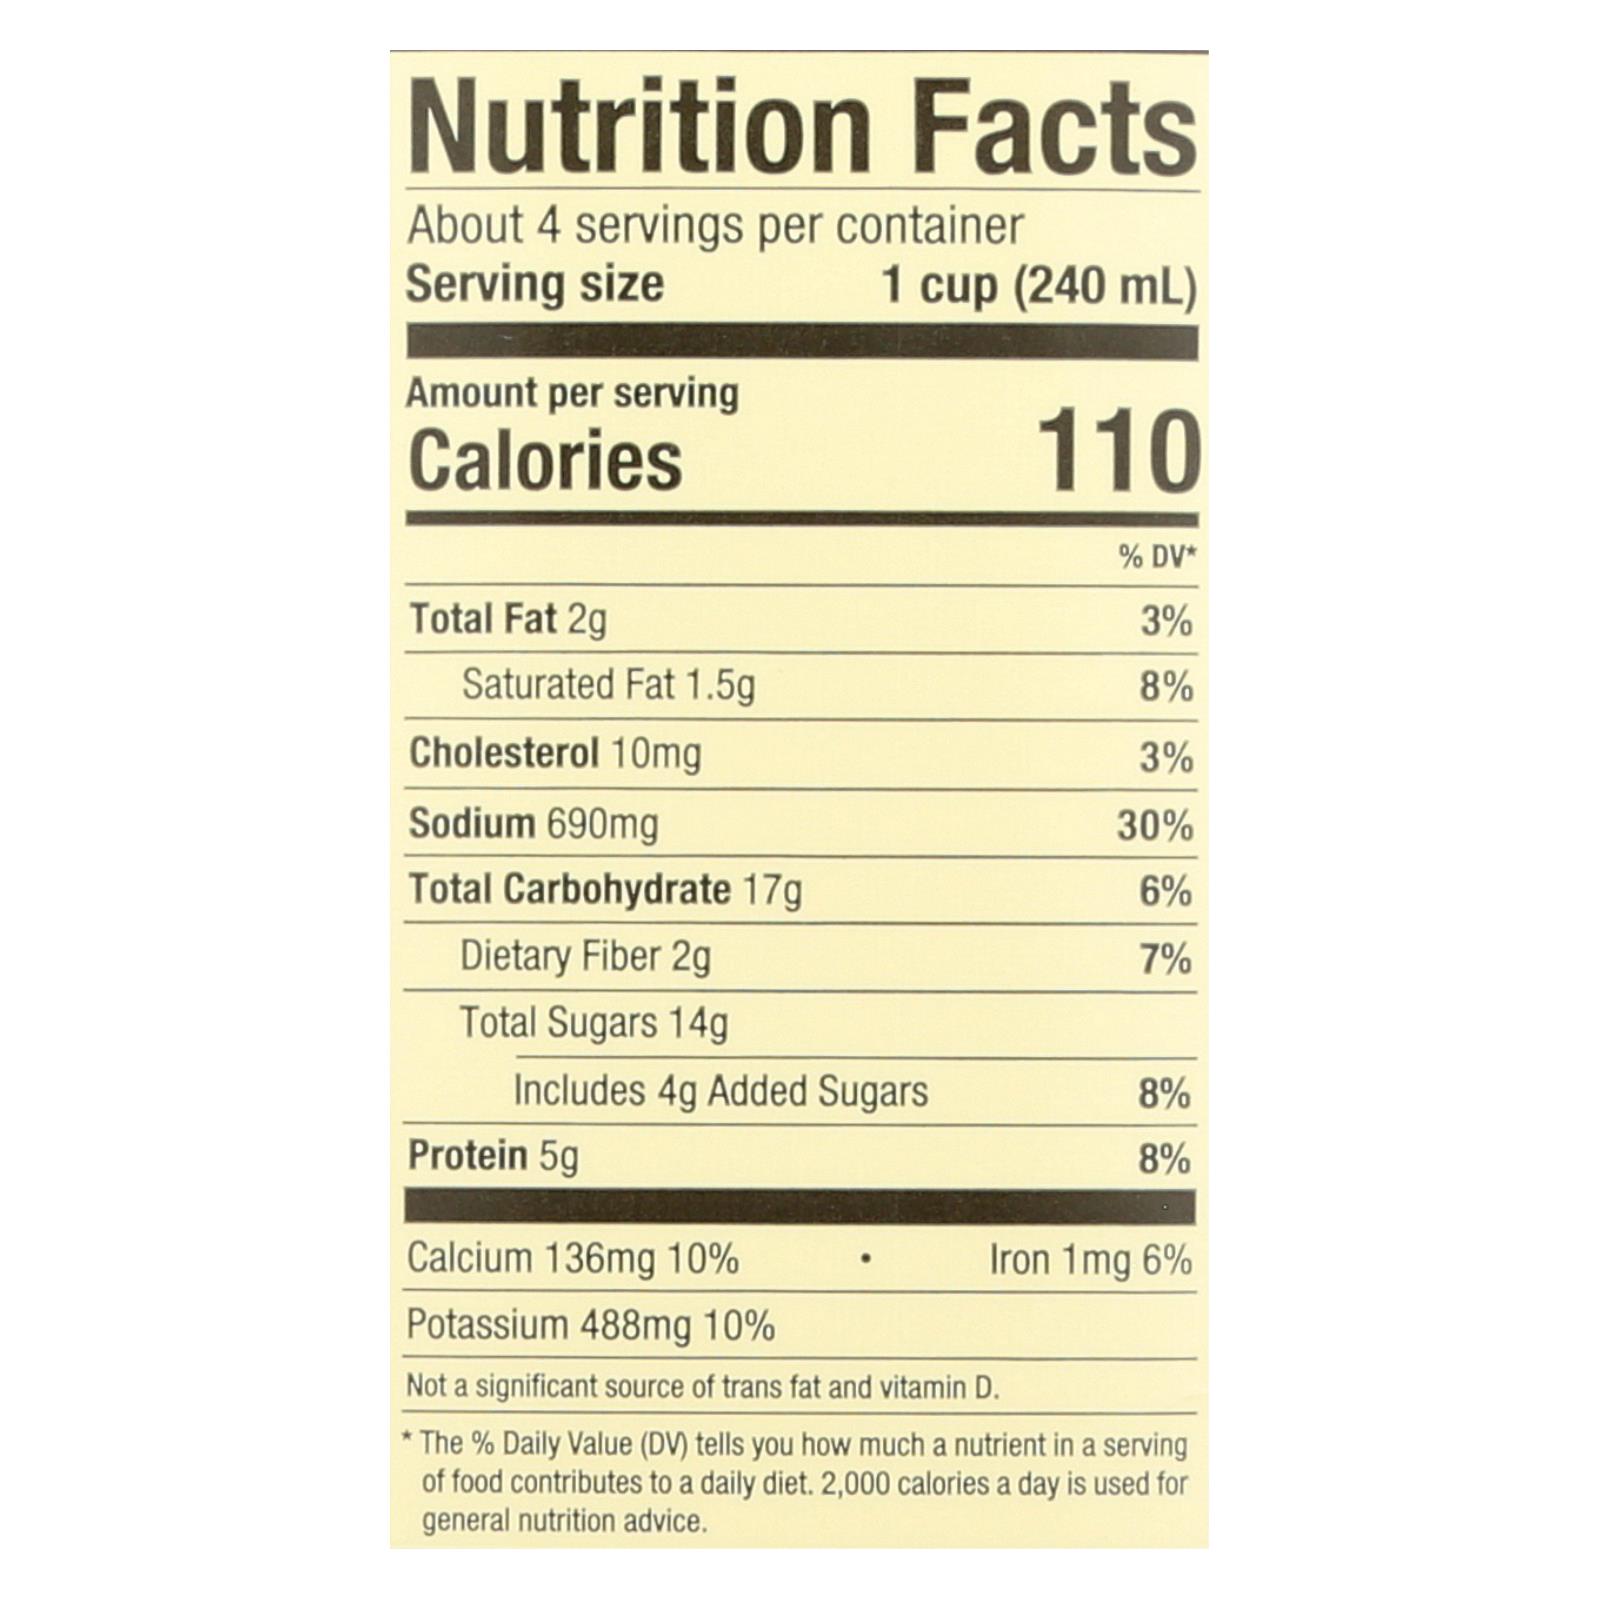 Nutrition Facts
About 4 servings per container
Serving size 1 cup (240 mL)
Amount per serving
Calories 110
% DV*
Total Fat 2g 3%
Saturated Fat 1.5g 8%
Cholesterol 10mg 3%
Sodium 690mg 30%
Total Carbohydrate 17g 6%
Dietary Fiber 2g 7%
Total Sugars 14g
Includes 4g Added Sugars 8%
Protein 5g 8%
Calcium 136mg 10% • Iron 1mg 6%
Potassium 488mg 10%
Not a significant source of trans fat and vitamin D.
* The % Daily Value (DV) tells you how much a nutrient in a serving
of food contributes to a daily diet. 2,000 calories a day is used for
general nutrition advice.